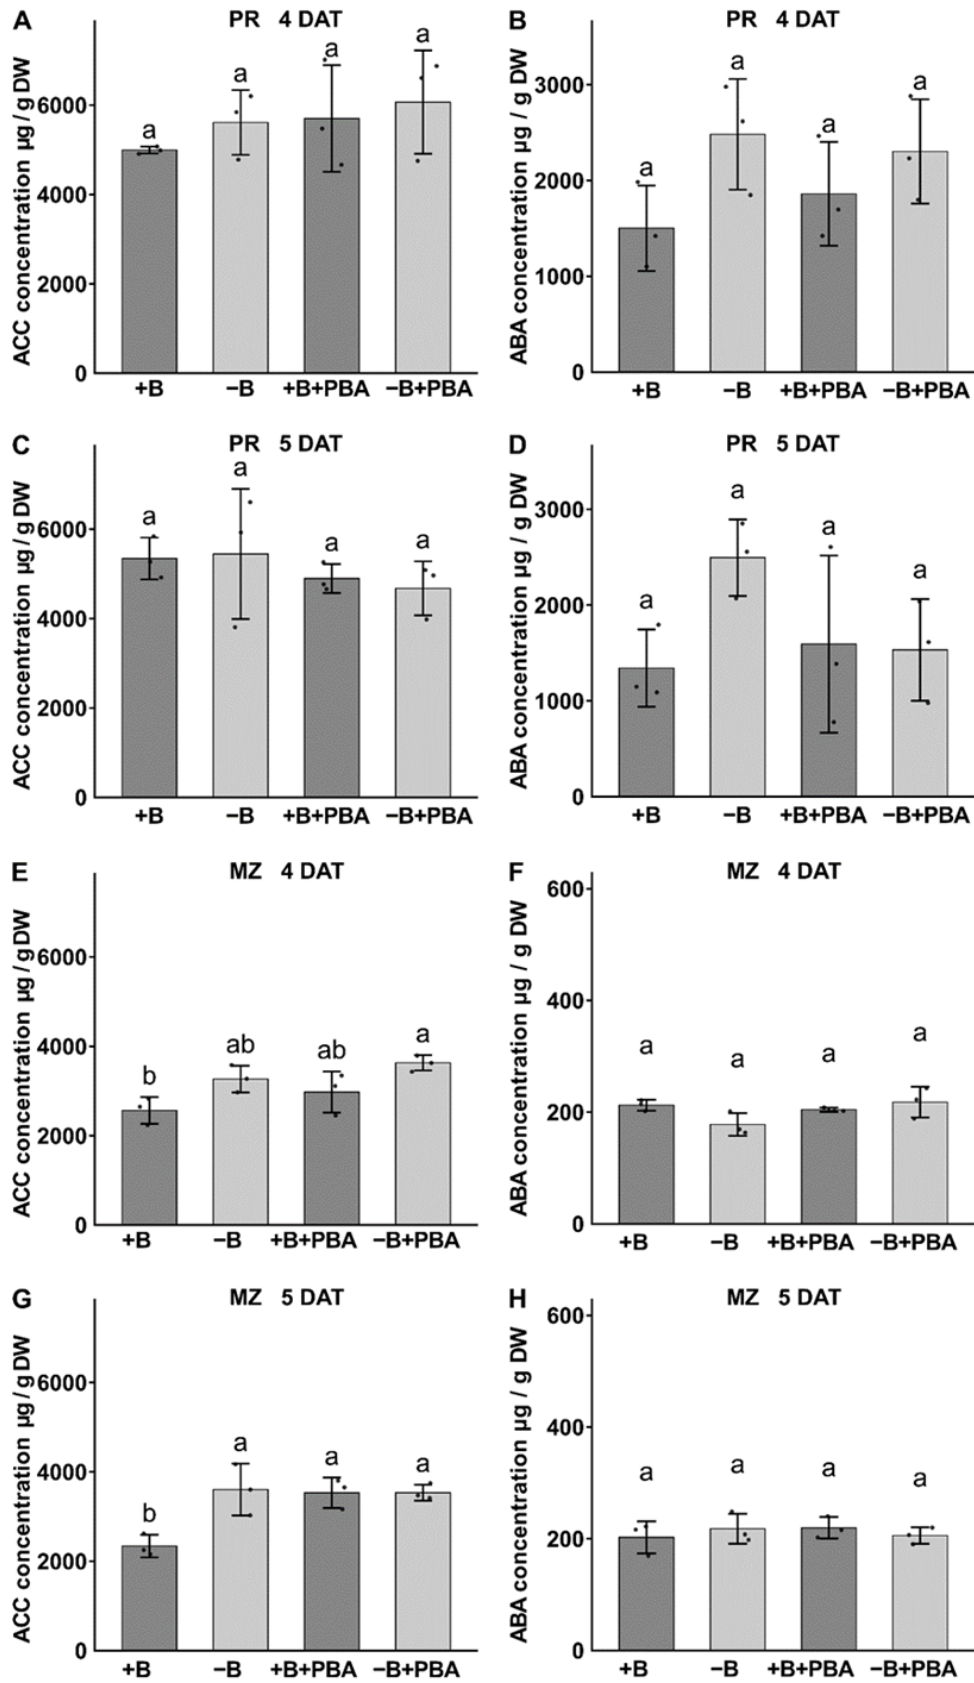 A PR 4 DAT
ACC concentration µg / g DW
6000
4000
2000
0
a a a a
+B −B +B+PBA −B+PBA
B PR 4 DAT
ABA concentration µg / g DW
3000
2000
1000
0
a a a a
+B −B +B+PBA −B+PBA
C PR 5 DAT
ACC concentration µg / g DW
6000
4000
2000
0
a a a a
+B −B +B+PBA −B+PBA
D PR 5 DAT
ABA concentration µg / g DW
3000
2000
1000
0
a a a a
+B −B +B+PBA −B+PBA
E MZ 4 DAT
ACC concentration µg / g DW
6000
4000
2000
0
b ab ab a
+B −B +B+PBA −B+PBA
F MZ 4 DAT
ABA concentration µg / g DW
600
400
200
0
a a a a
+B −B +B+PBA −B+PBA
G MZ 5 DAT
ACC concentration µg / g DW
6000
4000
2000
0
b a a a
+B −B +B+PBA −B+PBA
H MZ 5 DAT
ABA concentration µg / g DW
600
400
200
0
a a a a
+B −B +B+PBA −B+PBA